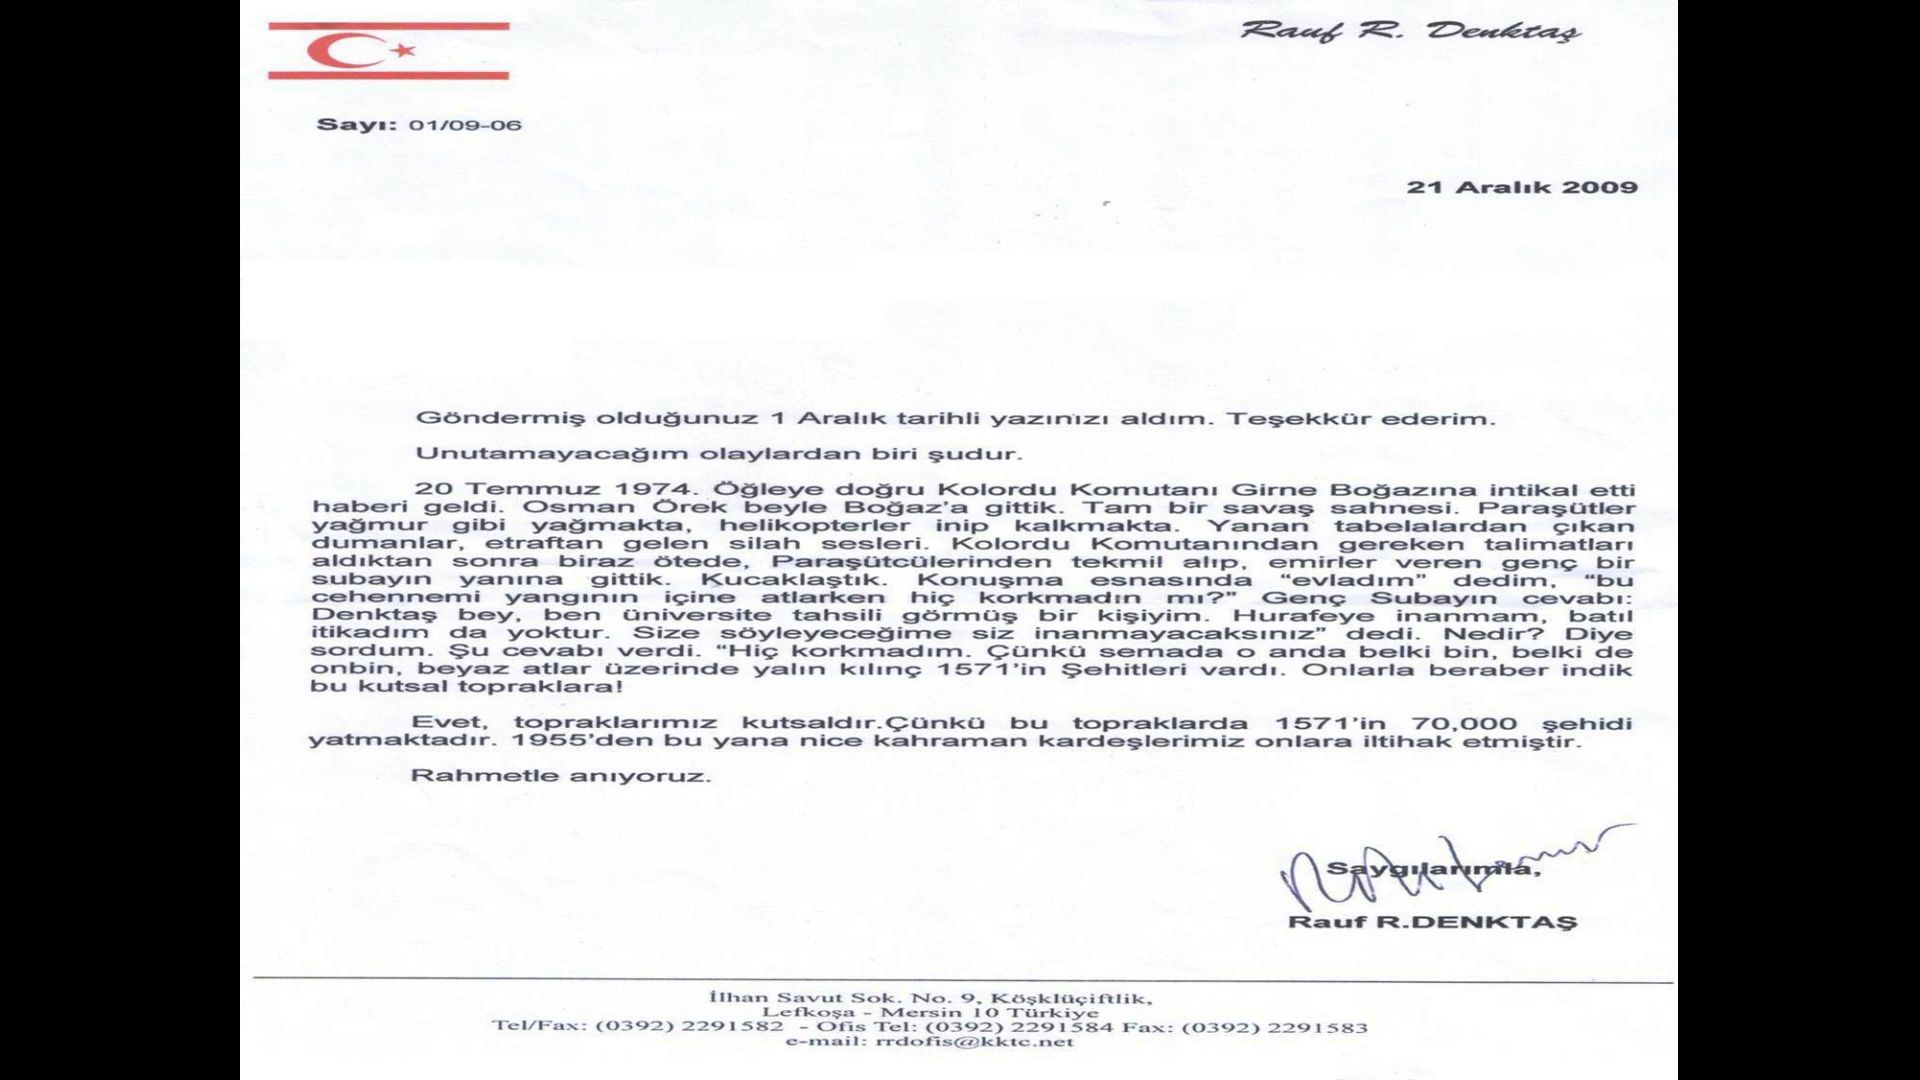 Rauf R. Denktaş
Sayı: 01/09-06
21 Aralık 2009
Göndermiş olduğunuz 1 Aralık tarihli yazınızı aldım. Teşekkür ederim.
Unutamayacağım olaylardan biri şudur.
20 Temmuz 1974. Öğleye doğru Kolordu Komutanı Girne Boğazına intikal etti
haberi geldi. Osman Örek beyle Boğaz'a gittik. Tam bir savaş sahnesi. Paraşütler
yağmur gibi yağmakta, helikopterler inip kalkmakta. Yanan tabelalardan çıkan
dumanlar, etraftan gelen silah sesleri. Kolordu Komutanından gereken talimatları
aldıktan sonra biraz ötede, Paraşütcülerinden tekmil alıp, emirler veren genç bir
subayın yanına gittik. Kucaklaştık. Konuşma esnasında “evladım” dedim, “bu
cehennemi yangının içine atlarken hiç korkmadın mı?” Genç Subayın cevabı:
Denktaş bey, ben üniversite tahsili görmüş bir kişiyim. Hurafeye inanmam, batıl
itikadım da yoktur. Size söyleyeceğime siz inanmayacaksınız” dedi. Nedir? Diye
sordum. Şu cevabı verdi. “Hiç korkmadım. Çünkü semada o anda belki bin, belki de
onbin, beyaz atlar üzerinde yalın kılınç 1571'in Şehitleri vardı. Onlarla beraber indik
bu kutsal topraklara!
Evet, topraklarımız kutsaldır.Çünkü bu topraklarda 1571'in 70,000 şehidi
yatmaktadır. 1955'den bu yana nice kahraman kardeşlerimiz onlara iltihak etmiştir.
Rahmetle anıyoruz.
Saygılarımla,
Rauf R.DENKTAŞ
İlhan Savut Sok. No. 9, Köşklüçiftlik,
Lefkoşa - Mersin 10 Türkiye
Tel/Fax: (0392) 2291582 - Ofis Tel: (0392) 2291584 Fax: (0392) 2291583
e-mail: rrdofis@kktc.net